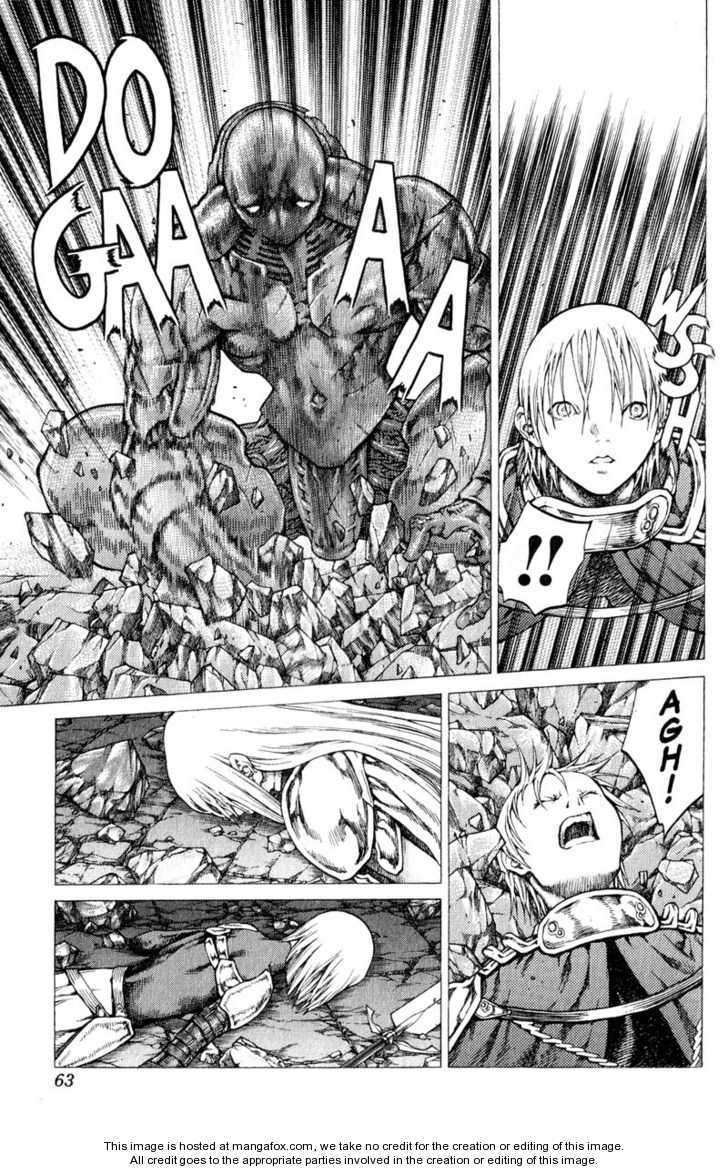 WSSH
!!
DO
GAA
A
A
AGH!
63
This image is hosted at mangafox.com, we take no credit for the creation or editing of this image.
All credit goes to the appropriate parties involved in the creation or editing of this image.